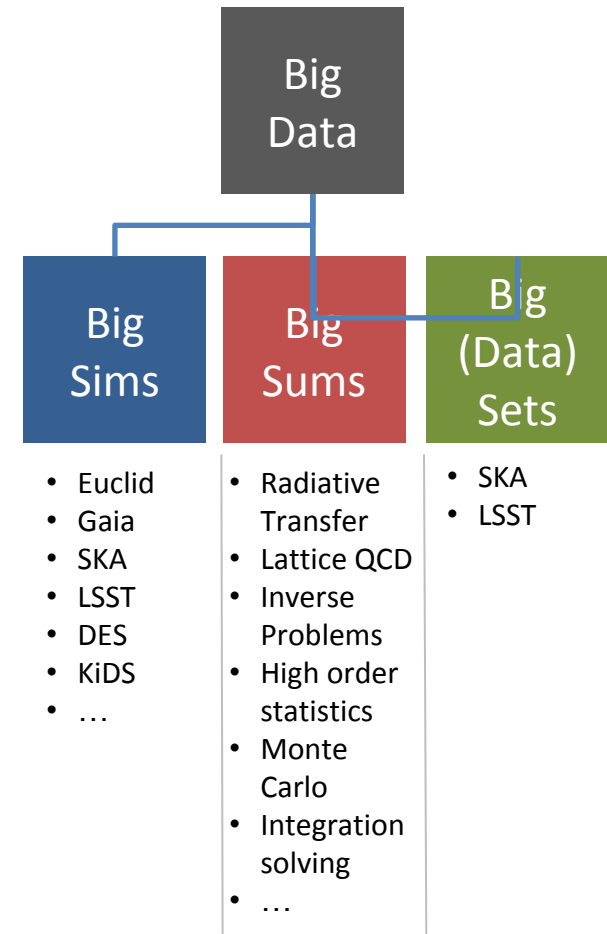 Big
Data
Big
Sims
Big
Sums
Big
(Data)
Sets
• Euclid
• Gaia
• SKA
• LSST
• DES
• KiDS
• …
• Radiative
Transfer
• Lattice QCD
• Inverse
Problems
• High order
statistics
• Monte
Carlo
• Integration
solving
• …
• SKA
• LSST